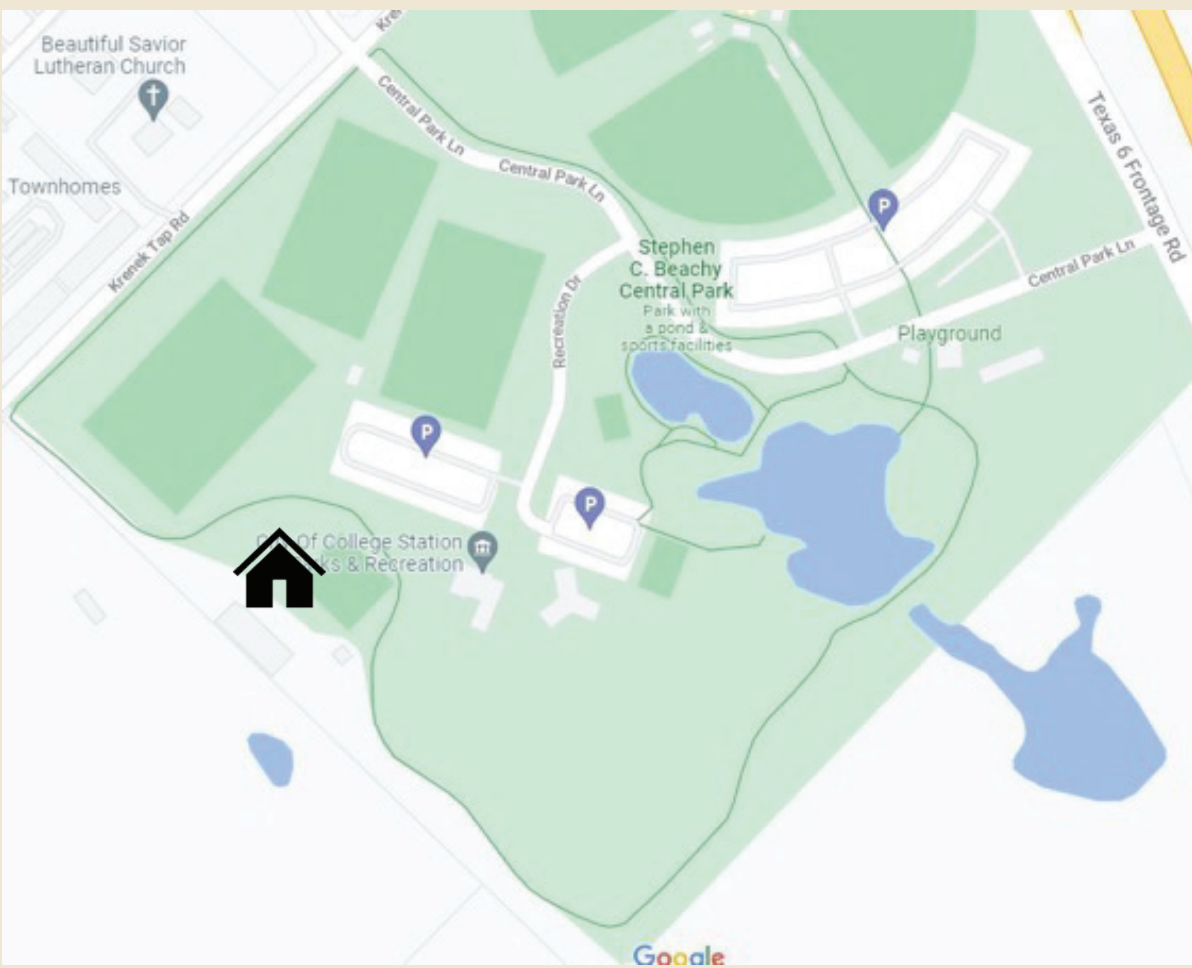 Beautiful Savior
Lutheran Church
Central Park Ln
Central Park Ln
Townhomes
Krenek Tap Rd
Texas 6 Frontage Rd
Stephen
C. Beachy
Central Park
Park with
a pond &
sports facilities
Central Park Ln
Recreation Dr
Playground
P
P
P
Of College Station
& Recreation
Google